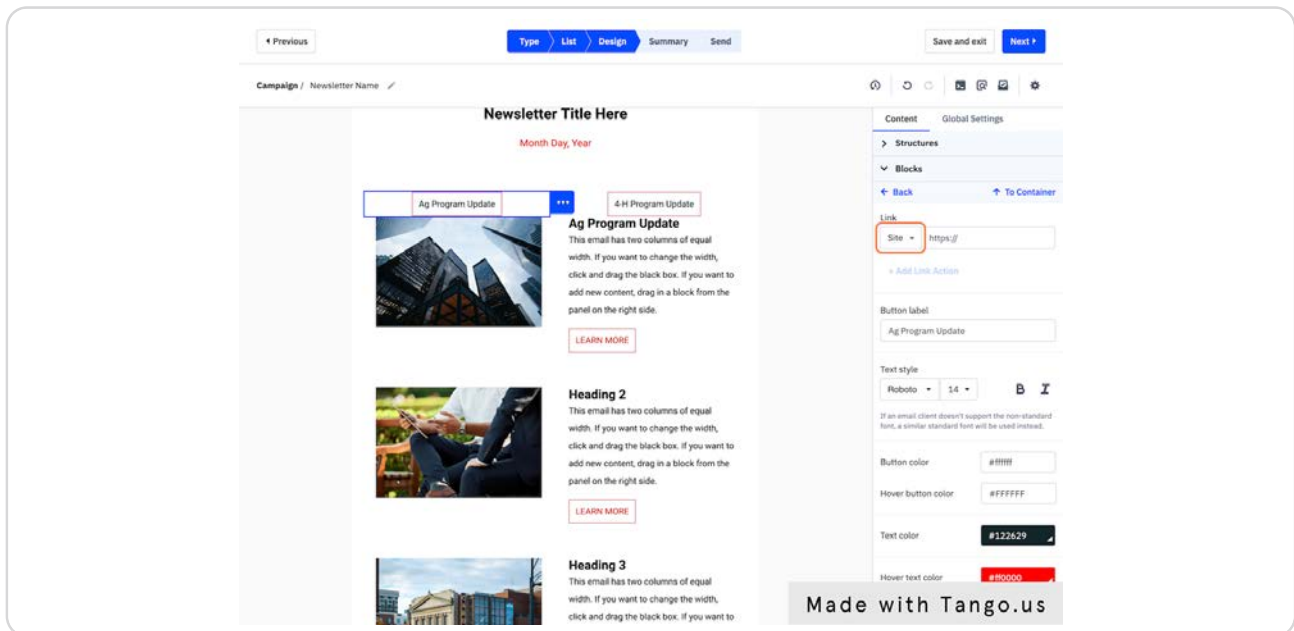 Previous
Type
List
Design
Summary
Send
Save and exit
Next
Campaign / Newsletter Name
Newsletter Title Here
Month Day, Year
Ag Program Update
4-H Program Update
Ag Program Update
This email has two columns of equal
width. If you want to change the width,
click and drag the black box. If you want to
add new content, drag in a block from the
panel on the right side.
LEARN MORE
Heading 2
This email has two columns of equal
width. If you want to change the width,
click and drag the black box. If you want to
add new content, drag in a block from the
panel on the right side.
LEARN MORE
Heading 3
This email has two columns of equal
width. If you want to change the width,
click and drag the black box. If you want to
Content
Global Settings
Structures
Blocks
Back
To Container
Link
Site
https://
+ Add Link Action
Button label
Ag Program Update
Text style
Roboto
14
B
I
If an email client doesn't support the non-standard
font, a similar standard font will be used instead.
Button color
#ffffff
Hover button color
#FFFFFF
Text color
#122629
Hover text color
#ff0000
Made with Tango.us